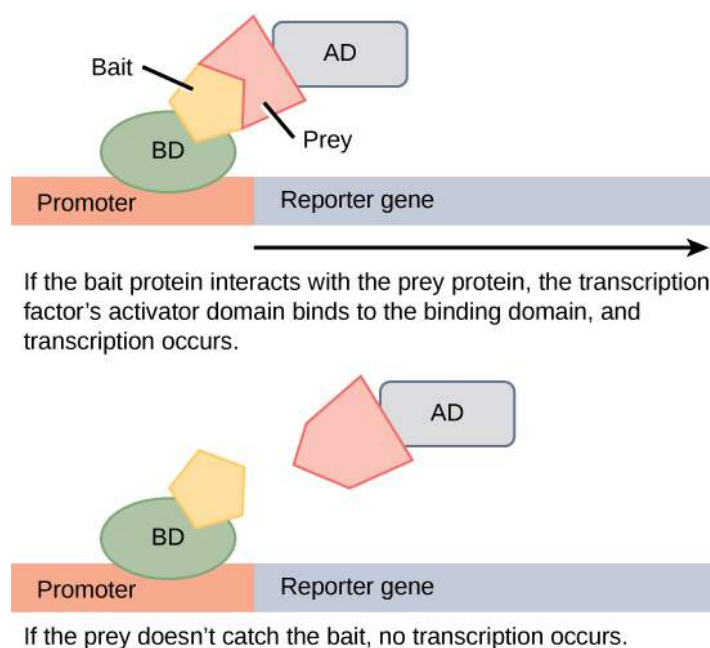 AD
Bait
Prey
BD
Promoter
Reporter gene
If the bait protein interacts with the prey protein, the transcription
factor’s activator domain binds to the binding domain, and
transcription occurs.
AD
BD
Promoter
Reporter gene
If the prey doesn’t catch the bait, no transcription occurs.